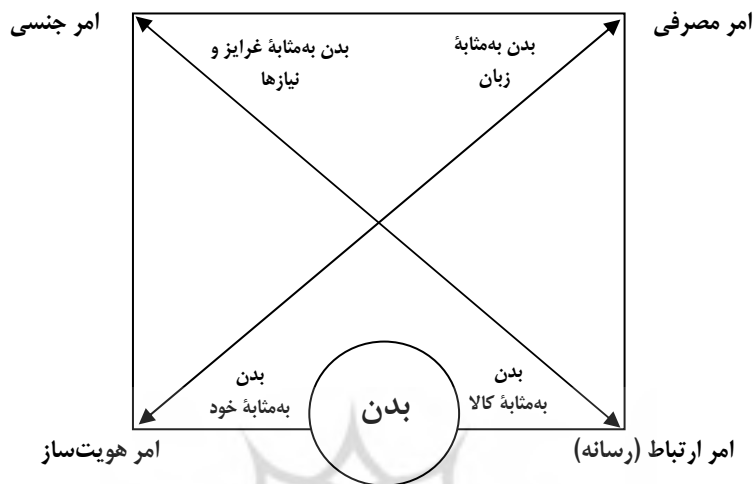 امر مصرفی
امر جنسی
بدن به‌مثابهٔ
زبان
بدن به‌مثابهٔ غرایز و
نیازها
بدن
به‌مثابهٔ کالا
بدن
بدن
به‌مثابهٔ خود
امر ارتباط (رسانه)
امر هویت‌ساز